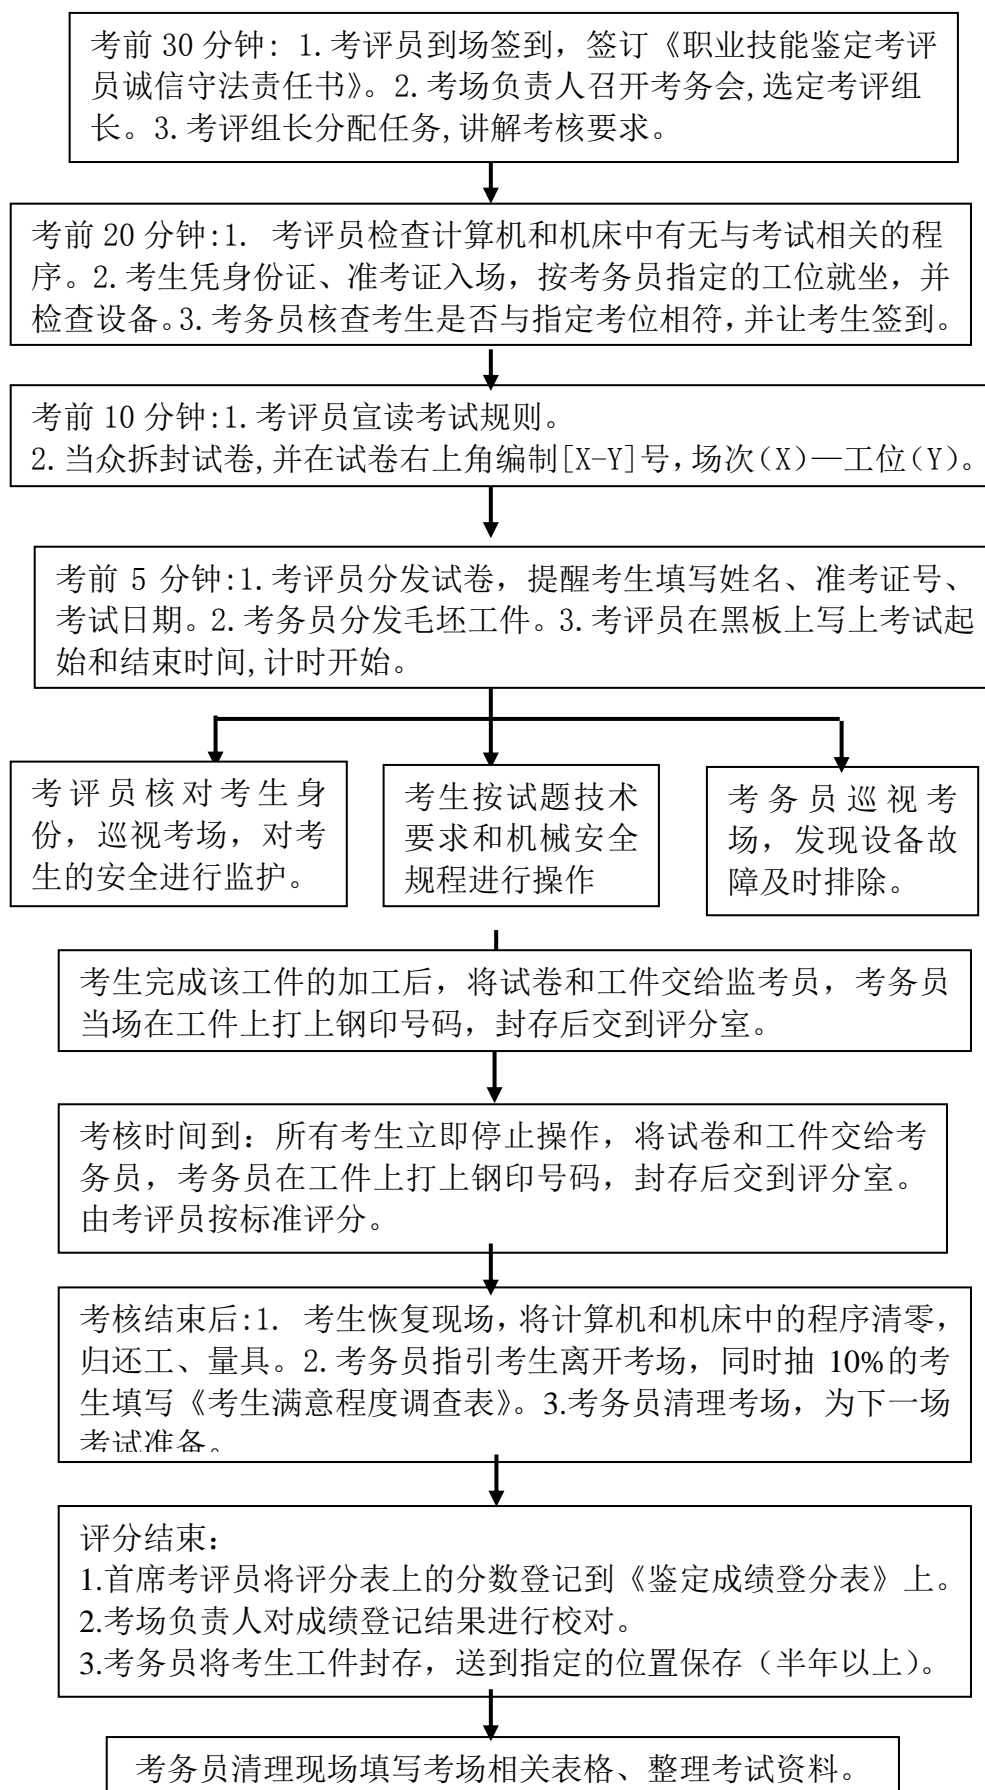 考前 30 分钟: 1.考评员到场签到，签订《职业技能鉴定考评
员诚信守法责任书》。2.考场负责人召开考务会,选定考评组
长。3.考评组长分配任务,讲解考核要求。
考前 20 分钟:1. 考评员检查计算机和机床中有无与考试相关的程
序。2.考生凭身份证、准考证入场，按考务员指定的工位就坐，并
检查设备。3.考务员核查考生是否与指定考位相符，并让考生签到。
考前 10 分钟:1.考评员宣读考试规则。
2.当众拆封试卷,并在试卷右上角编制[X-Y]号，场次(X)—工位(Y)。
考前 5 分钟:1.考评员分发试卷，提醒考生填写姓名、准考证号、
考试日期。2.考务员分发毛坯工件。3.考评员在黑板上写上考试起
始和结束时间,计时开始。
考评员核对考生身
份，巡视考场，对考
生的安全进行监护。
考生按试题技术
要求和机械安全
规程进行操作
考务员巡视考
场，发现设备故
障及时排除。
考生完成该工件的加工后，将试卷和工件交给监考员，考务员
当场在工件上打上钢印号码，封存后交到评分室。
考核时间到：所有考生立即停止操作，将试卷和工件交给考
务员，考务员在工件上打上钢印号码，封存后交到评分室。
由考评员按标准评分。
考核结束后:1. 考生恢复现场，将计算机和机床中的程序清零，
归还工、量具。2.考务员指引考生离开考场，同时抽 10%的考
生填写《考生满意程度调查表》。3.考务员清理考场，为下一场
考试准备。
评分结束：
1.首席考评员将评分表上的分数登记到《鉴定成绩登分表》上。
2.考场负责人对成绩登记结果进行校对。
3.考务员将考生工件封存，送到指定的位置保存（半年以上）。
考务员清理现场填写考场相关表格、整理考试资料。